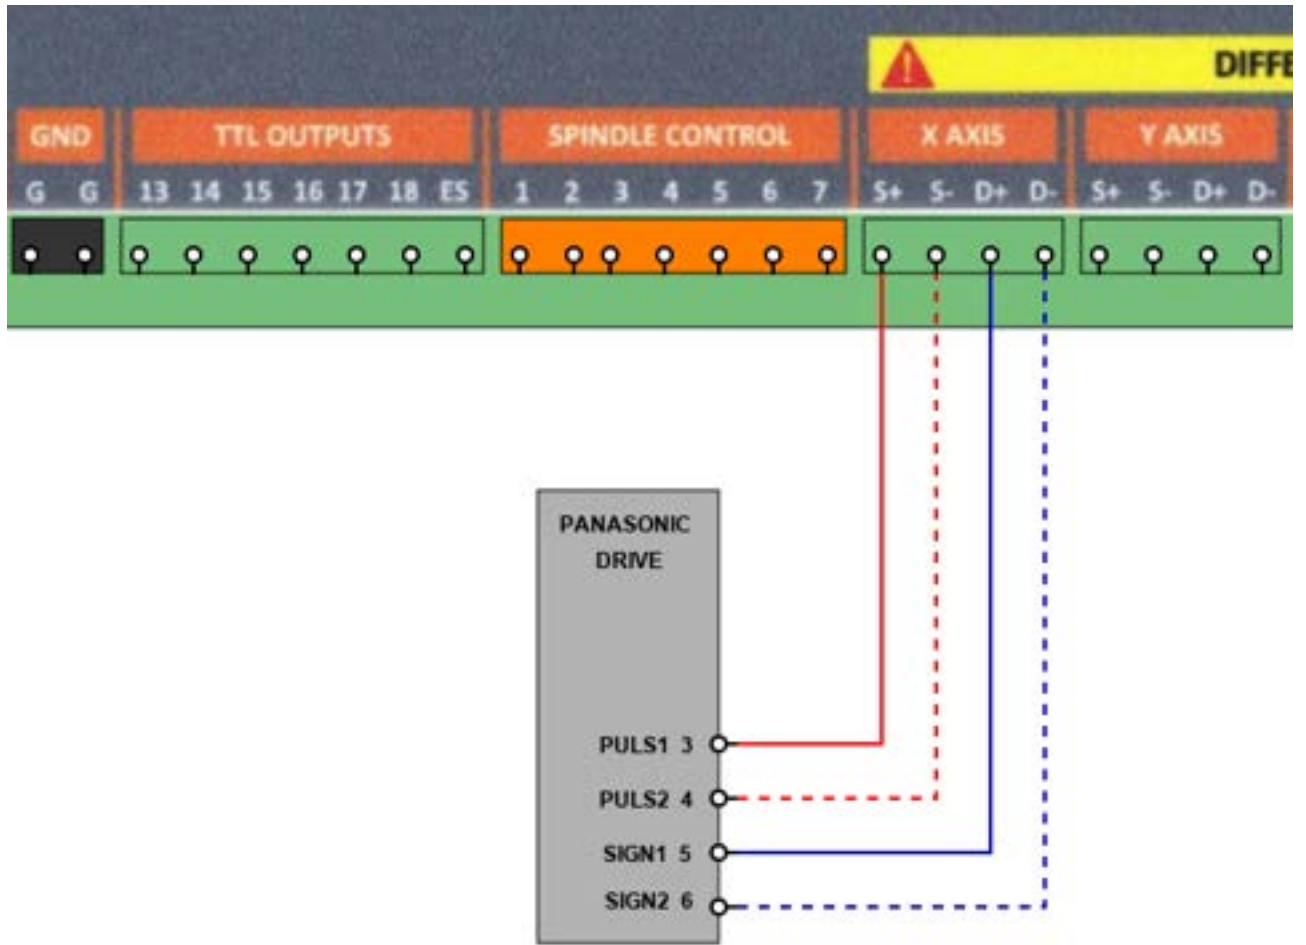 DIFFE
GND TTL OUTPUTS SPINDLE CONTROL X AXIS Y AXIS
G G 13 14 15 16 17 18 ES 1 2 3 4 5 6 7 S+ S- D+ D- S+ S- D+ D-
PANASONIC
DRIVE
PULS1 3
PULS2 4
SIGN1 5
SIGN2 6